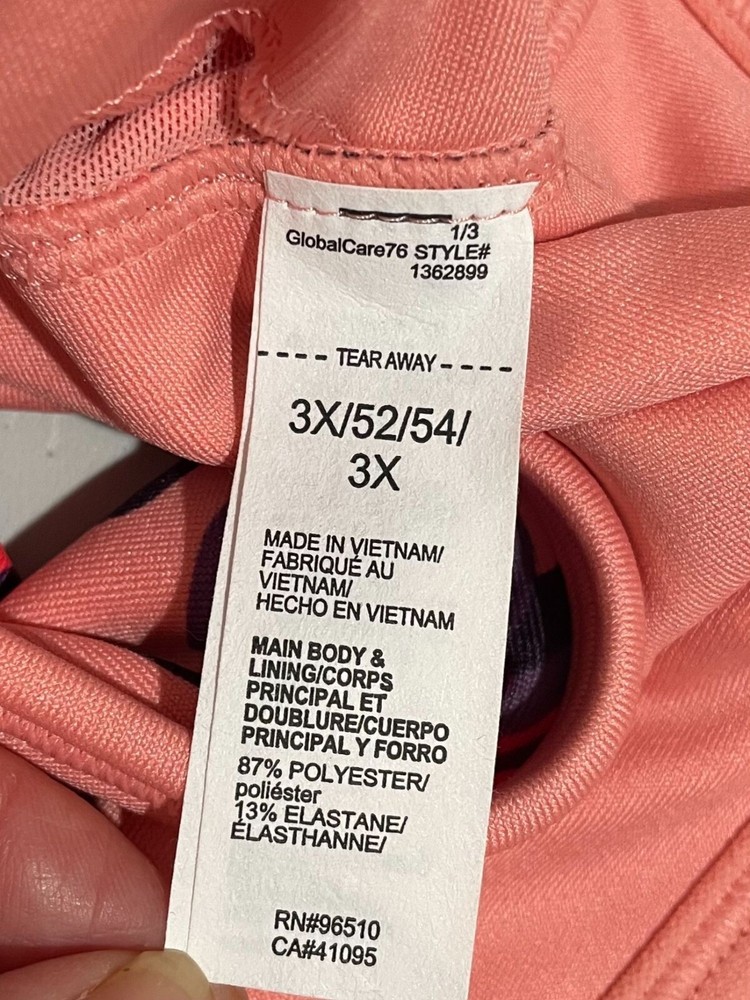 1/3
GlobalCare76 STYLE#
1362899
---- TEAR AWAY ----
3X/52/54/
3X
MADE IN VIETNAM/
FABRIQUÉ AU
VIETNAM/
HECHO EN VIETNAM
MAIN BODY &
LINING/CORPS
PRINCIPAL ET
DOUBLURE/CUERPO
PRINCIPAL Y FORRO
87% POLYESTER/
poliéster
13% ELASTANE/
ÉLASTHANNE/
RN#96510
CA#41095